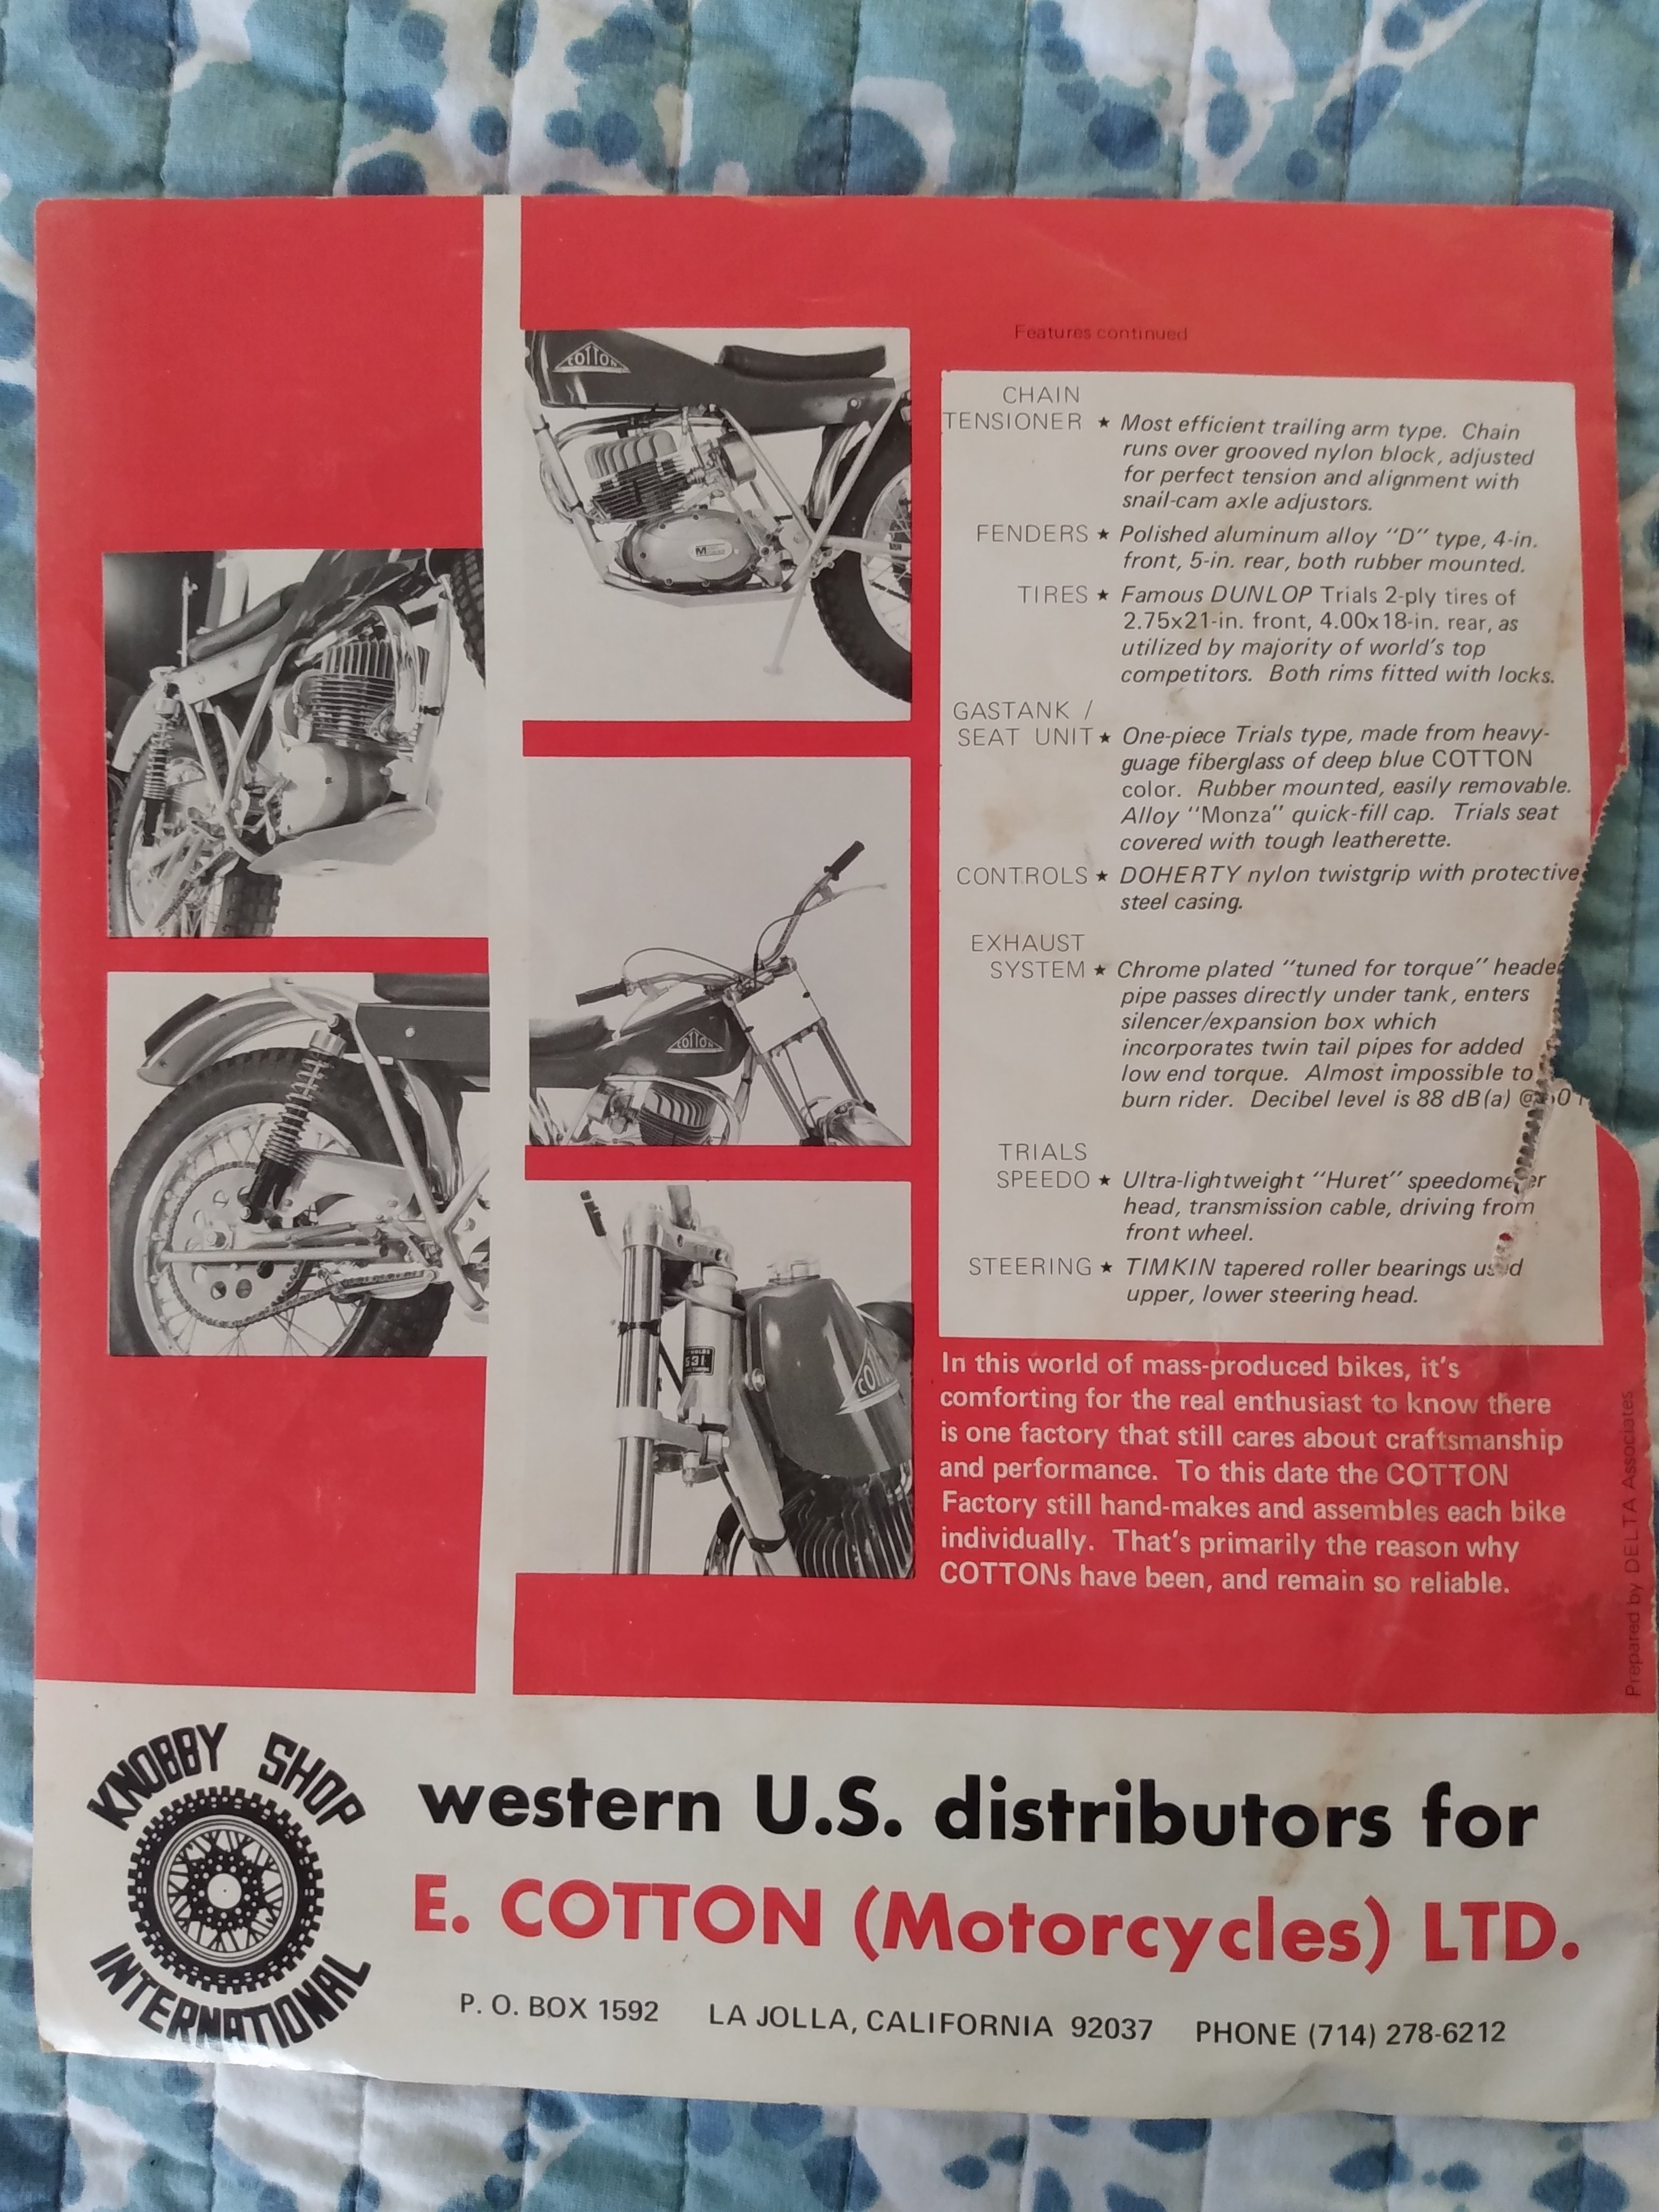 Features continued
CHAIN
TENSIONER ★ Most efficient trailing arm type. Chain
runs over grooved nylon block, adjusted
for perfect tension and alignment with
snail-cam axle adjustors.
FENDERS ★ Polished aluminum alloy "D" type, 4-in.
front, 5-in. rear, both rubber mounted.
TIRES ★ Famous DUNLOP Trials 2-ply tires of
2.75x21-in. front, 4.00x18-in. rear, as
utilized by majority of world's top
competitors. Both rims fitted with locks.
GASTANK /
SEAT UNIT ★ One-piece Trials type, made from heavy-
guage fiberglass of deep blue COTTON
color. Rubber mounted, easily removable.
Alloy "Monza" quick-fill cap. Trials seat
covered with tough leatherette.
CONTROLS ★ DOHERTY nylon twistgrip with protective
steel casing.
EXHAUST
SYSTEM ★ Chrome plated "tuned for torque" heade
pipe passes directly under tank, enters
silencer/expansion box which
incorporates twin tail pipes for added
low end torque. Almost impossible to
burn rider. Decibel level is 88 dB(a) @
TRIALS
SPEEDO ★ Ultra-lightweight "Huret" speedometer
head, transmission cable, driving from
front wheel.
STEERING ★ TIMKIN tapered roller bearings used
upper, lower steering head.
In this world of mass-produced bikes, it's
comforting for the real enthusiast to know there
is one factory that still cares about craftsmanship
and performance. To this date the COTTON
Factory still hand-makes and assembles each bike
individually. That's primarily the reason why
COTTONs have been, and remain so reliable.
Prepared by DELTA Associates
COTTON
COTTON
531
COTTON
KNOBBY SHOP
INTERNATIONAL
western U.S. distributors for
E. COTTON (Motorcycles) LTD.
P. O. BOX 1592 LA JOLLA, CALIFORNIA 92037 PHONE (714) 278-6212